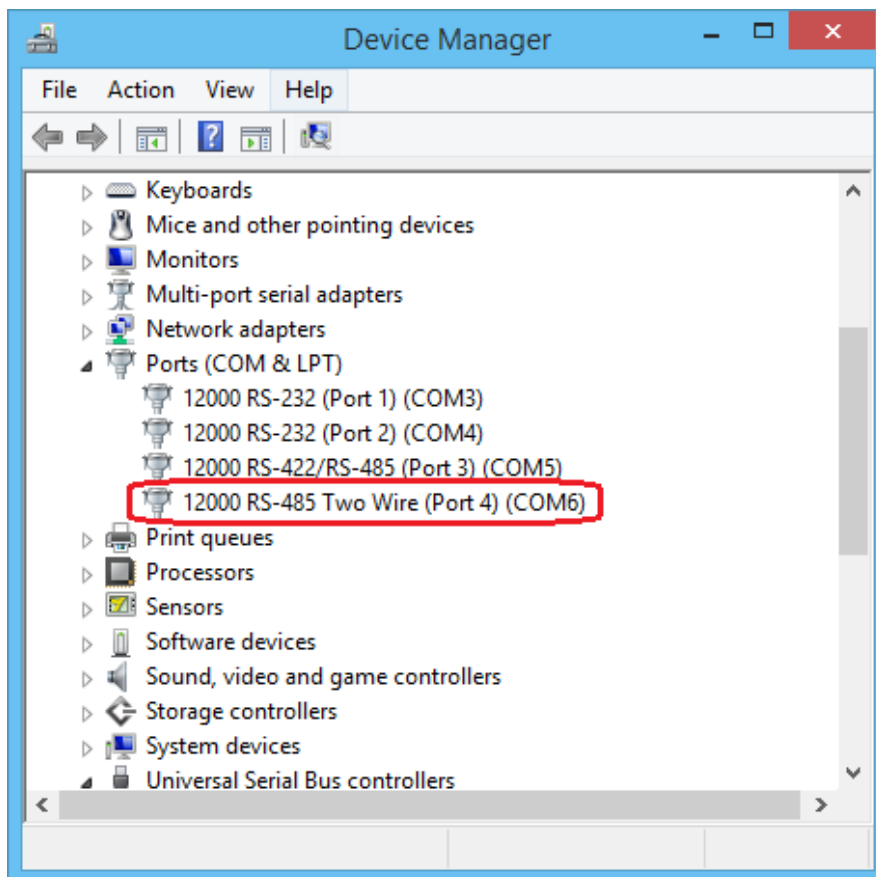 Device Manager
File Action View Help
Keyboards
Mice and other pointing devices
Monitors
Multi-port serial adapters
Network adapters
Ports (COM & LPT)
12000 RS-232 (Port 1) (COM3)
12000 RS-232 (Port 2) (COM4)
12000 RS-422/RS-485 (Port 3) (COM5)
12000 RS-485 Two Wire (Port 4) (COM6)
Print queues
Processors
Sensors
Software devices
Sound, video and game controllers
Storage controllers
System devices
Universal Serial Bus controllers